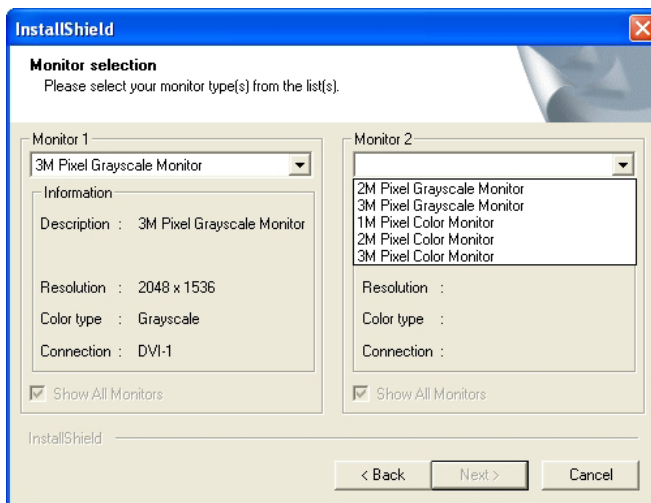 InstallShield
Monitor selection
Please select your monitor type(s) from the list(s).
Monitor 1
3M Pixel Grayscale Monitor
Information
Description : 3M Pixel Grayscale Monitor
Resolution : 2048 x 1536
Color type : Grayscale
Connection : DVI-1
Show All Monitors
Monitor 2
2M Pixel Grayscale Monitor
3M Pixel Grayscale Monitor
1M Pixel Color Monitor
2M Pixel Color Monitor
3M Pixel Color Monitor
Resolution :
Color type :
Connection :
Show All Monitors
InstallShield
< Back Next > Cancel